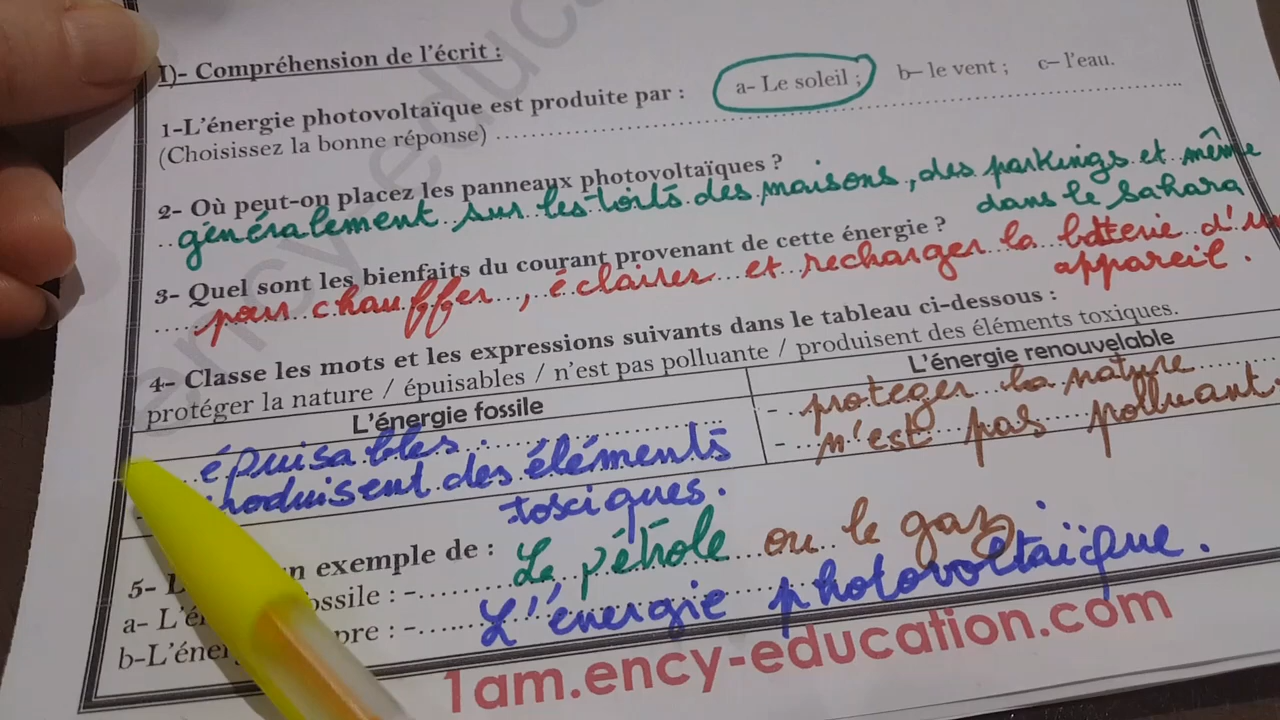 I)- Compréhension de l'écrit :
1-L'énergie photovoltaïque est produite par : a- Le soleil ; b– le vent ; c– l'eau.
(Choisissez la bonne réponse)
2- Où peut-on placez les panneaux photovoltaïques ?
généralement sur les toits des maisons, des parkings et même
dans le Sahara
3- Quel sont les bienfaits du courant provenant de cette énergie ?
pour chauffer, éclairer et recharger la batterie d'un
appareil.
4- Classe les mots et les expressions suivants dans le tableau ci-dessous :
protéger la nature / épuisables / n'est pas polluante / produisent des éléments toxiques.
L'énergie fossile
L'énergie renouvelable
épuisables.
produisent des éléments
toxiques.
- proteger la nature
- n'est pas polluant
5- un exemple de :
a- : -La pétrole ou le gaz
b- : -L'énergie photovoltaïque.
1am.ency-education.com